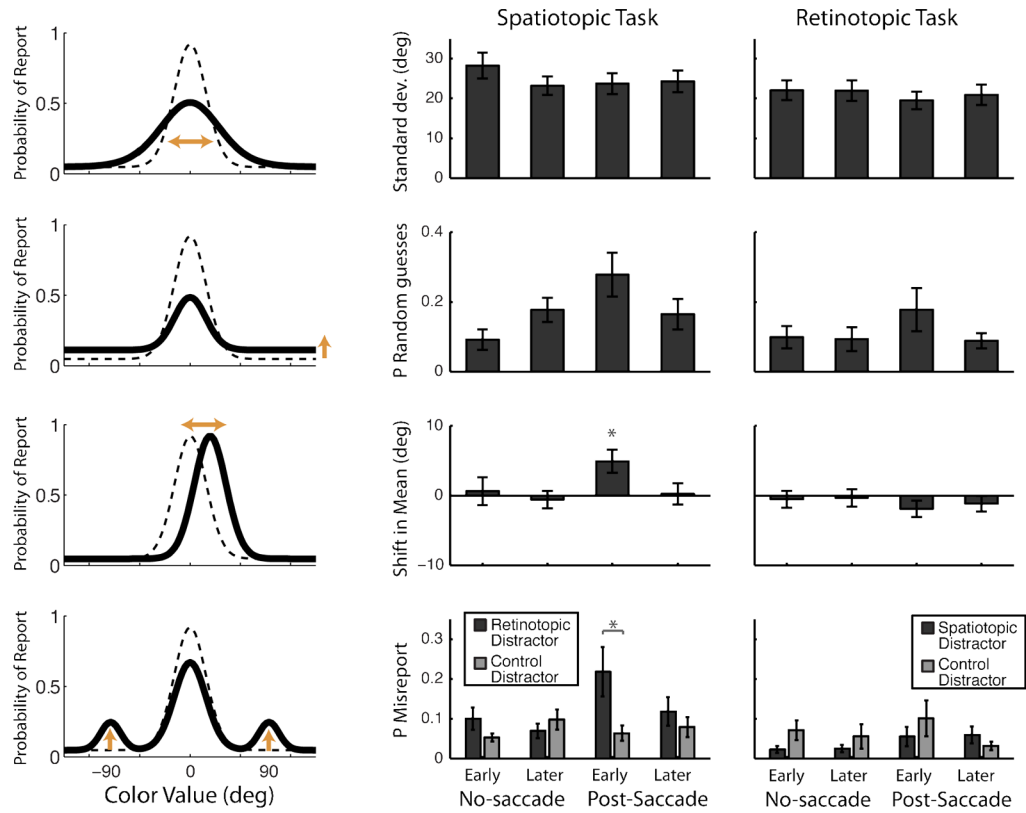 Spatiotopic Task
Retinotopic Task
Probability of Report
1
0.5
0
Standard dev. (deg)
30
20
10
0
Probability of Report
1
0.5
0
P Random guesses
0.4
0.2
0
Probability of Report
1
0.5
0
*
Shift in Mean (deg)
10
0
−10
Probability of Report
1
0.5
0
−90
0
90
Color Value (deg)
P Misreport
0.3
0.2
0.1
0
Retinotopic
Distractor
Control
Distractor
*
Early
Later
Early
Later
No-saccade
Post-Saccade
Spatiotopic
Distractor
Control
Distractor
Early
Later
Early
Later
No-saccade
Post-Saccade